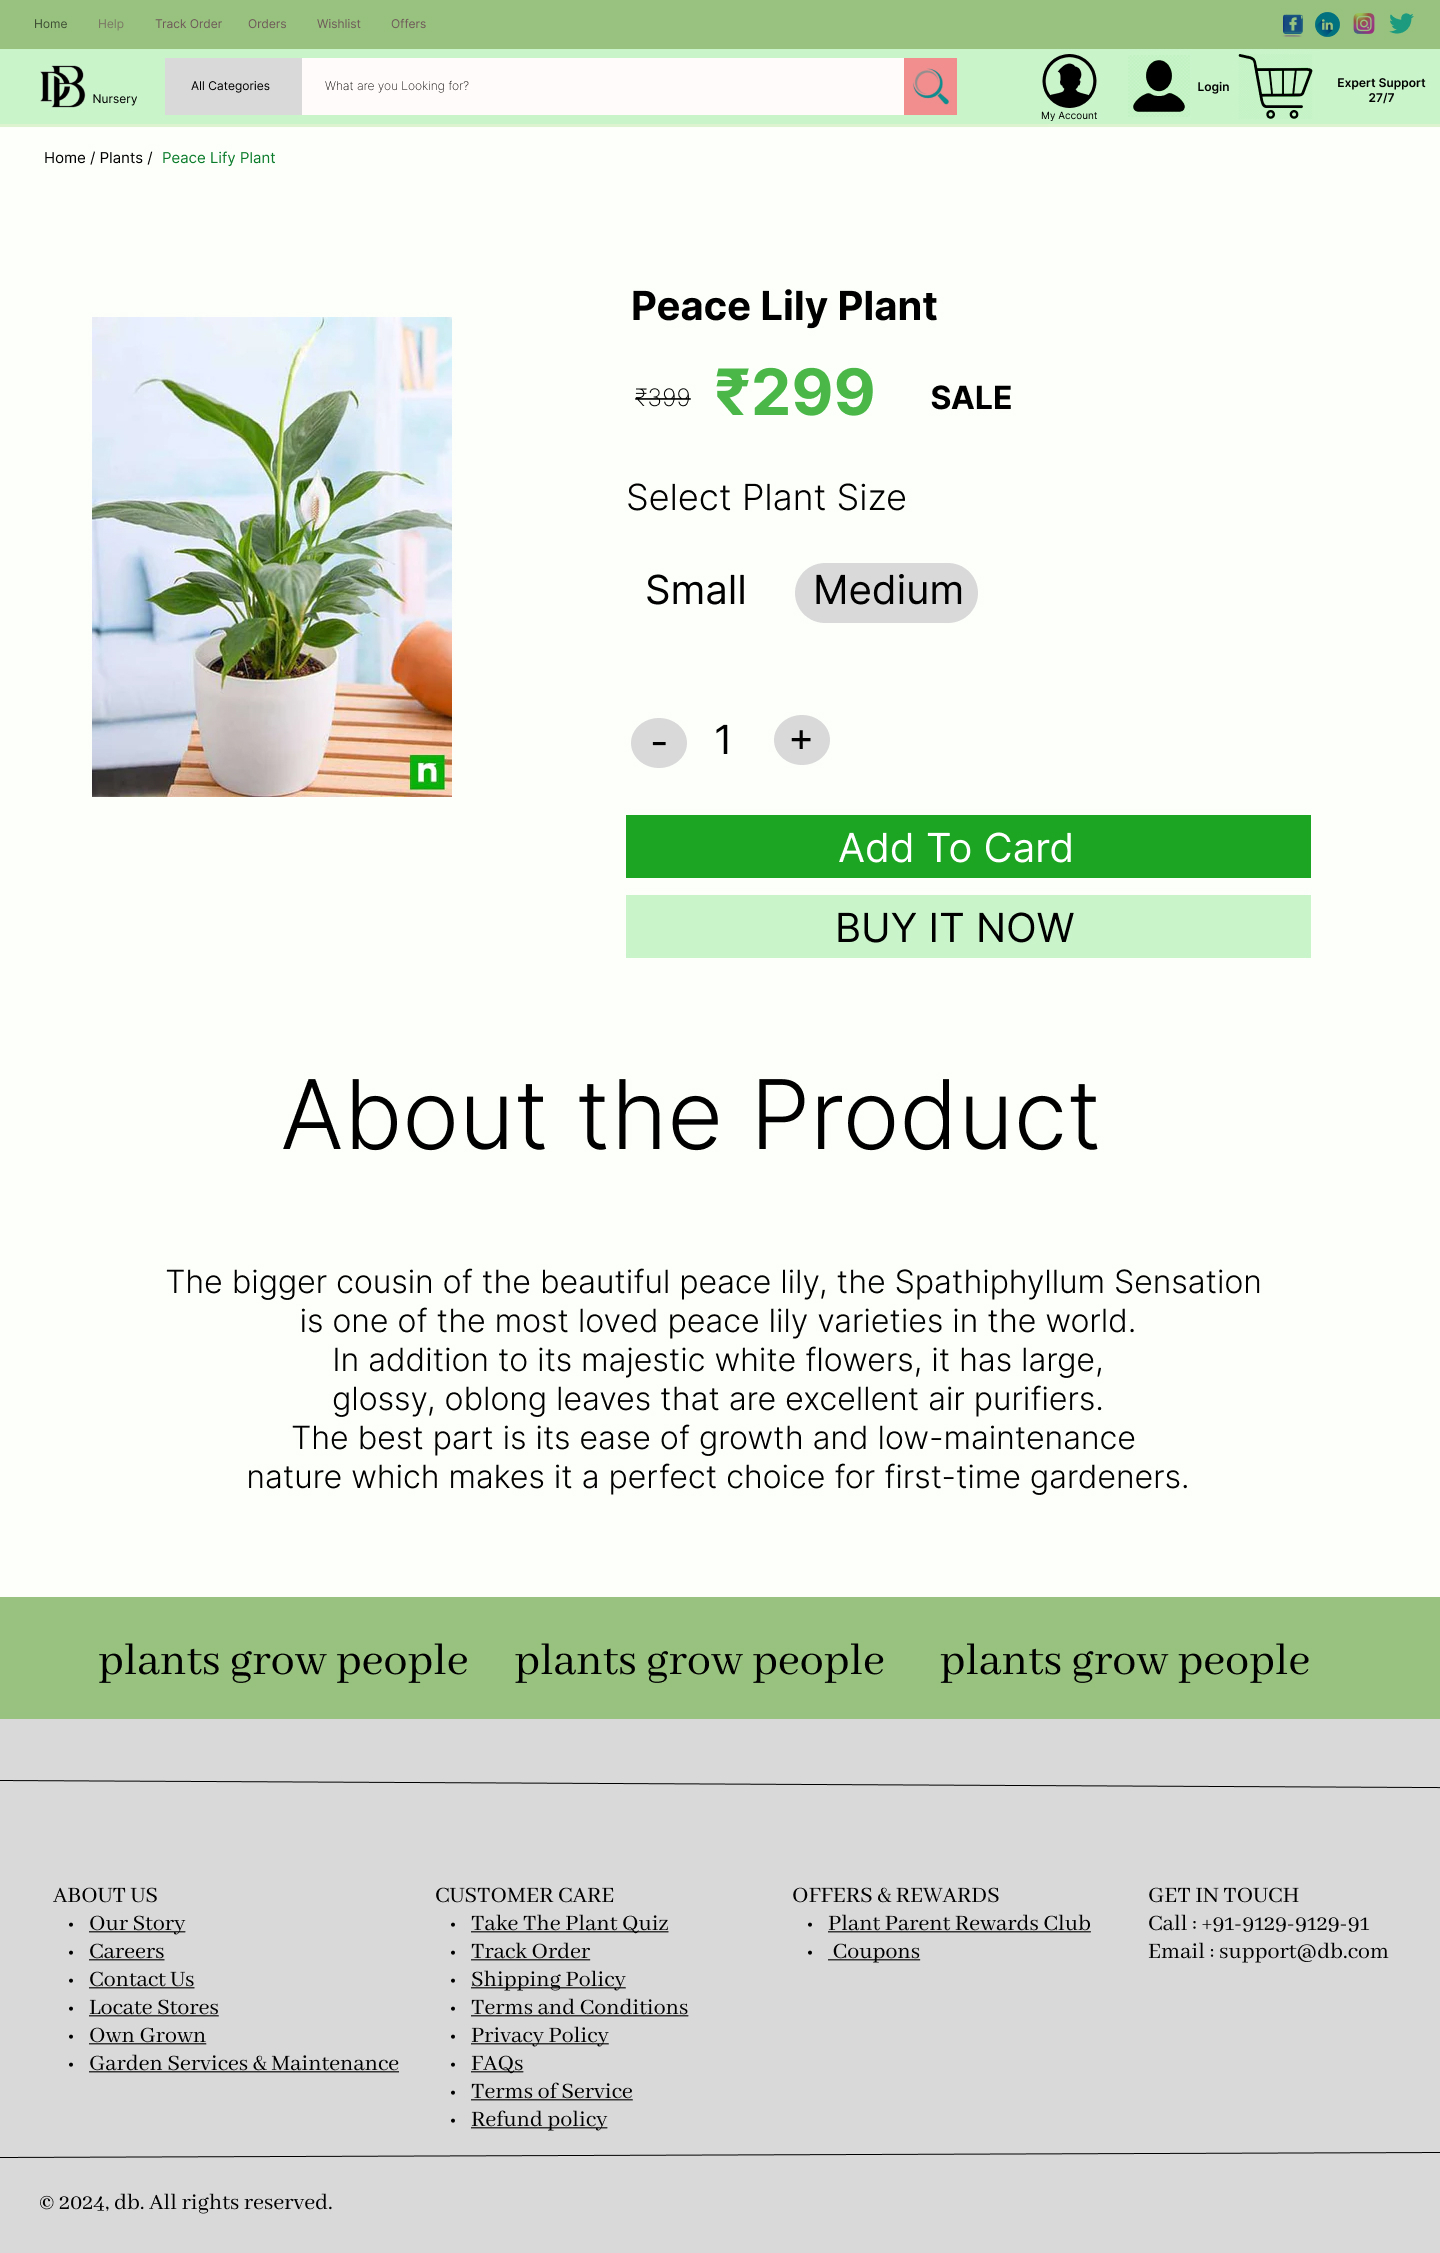 Home Help Track Order Orders Wishlist Offers
f in
DB Nursery
All Categories
What are you Looking for?
My Account
Login
Expert Support
27/7
Home / Plants / Peace Lify Plant
Peace Lily Plant
₹399 ₹299 SALE
Select Plant Size
Small Medium
- 1 +
n
Add To Card
BUY IT NOW
About the Product
The bigger cousin of the beautiful peace lily, the Spathiphyllum Sensation
is one of the most loved peace lily varieties in the world.
In addition to its majestic white flowers, it has large,
glossy, oblong leaves that are excellent air purifiers.
The best part is its ease of growth and low-maintenance
nature which makes it a perfect choice for first-time gardeners.
plants grow people plants grow people plants grow people
ABOUT US
• Our Story
• Careers
• Contact Us
• Locate Stores
• Own Grown
• Garden Services & Maintenance
CUSTOMER CARE
• Take The Plant Quiz
• Track Order
• Shipping Policy
• Terms and Conditions
• Privacy Policy
• FAQs
• Terms of Service
• Refund policy
OFFERS & REWARDS
• Plant Parent Rewards Club
• Coupons
GET IN TOUCH
Call : +91-9129-9129-91
Email : support@db.com
© 2024, db. All rights reserved.